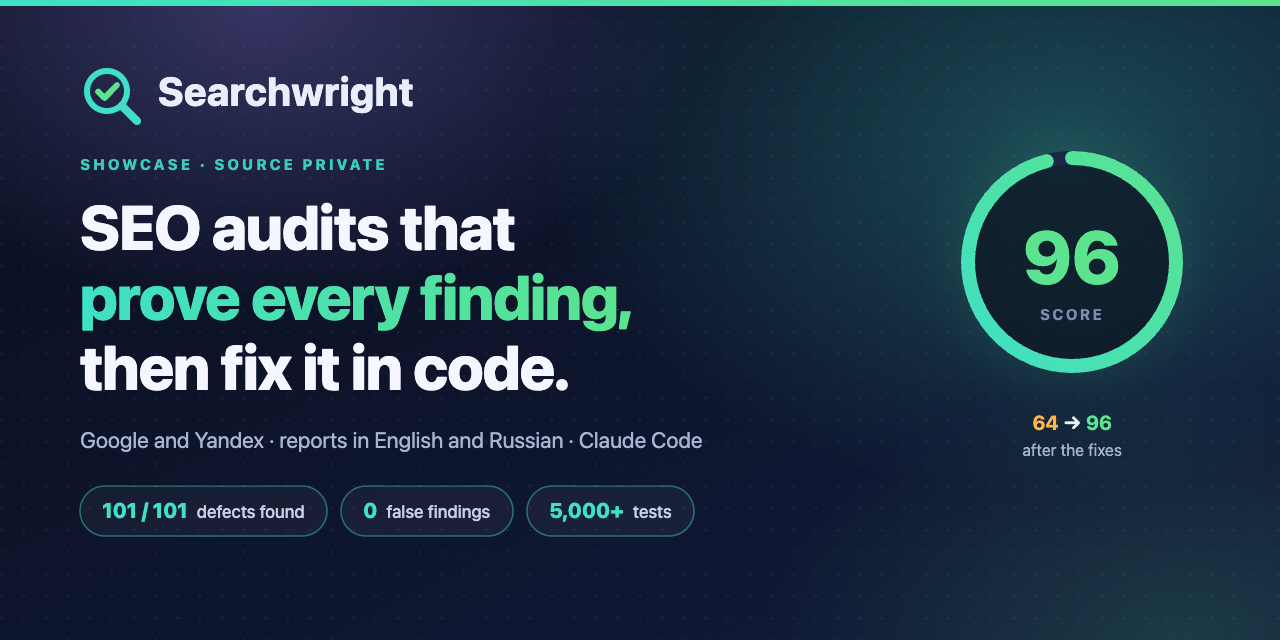 Searchwright
SHOWCASE · SOURCE PRIVATE
SEO audits that
prove every finding,
then fix it in code.
Google and Yandex · reports in English and Russian · Claude Code
101 / 101 defects found
0 false findings
5,000+ tests
96
SCORE
64 → 96
after the fixes